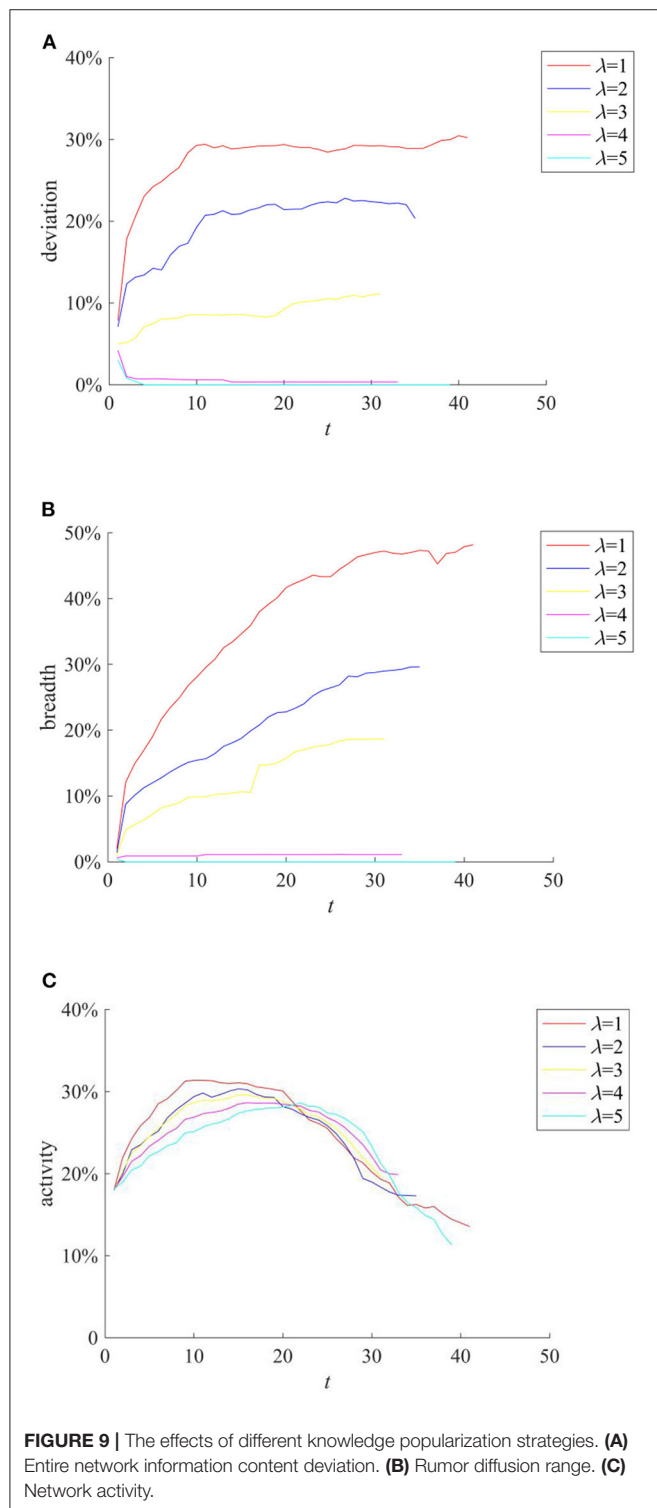 A
40%
30%
20%
10%
0%
deviation
0 10 20 30 40 50
t
λ=1
λ=2
λ=3
λ=4
λ=5
B
50%
40%
30%
20%
10%
0%
breadth
0 10 20 30 40 50
t
λ=1
λ=2
λ=3
λ=4
λ=5
C
40%
30%
20%
10%
0
activity
0 10 20 30 40 50
t
λ=1
λ=2
λ=3
λ=4
λ=5
FIGURE 9 | The effects of different knowledge popularization strategies. (A)
Entire network information content deviation. (B) Rumor diffusion range. (C)
Network activity.